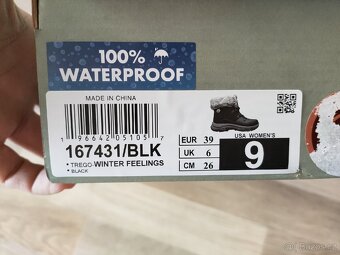 100%
WATERPROOF
MADE IN CHINA
1 96642 05105 7
167431/BLK
* TREGO-WINTER FEELINGS
* BLACK
EUR 39
UK 6
CM 26
USA WOMEN'S
9